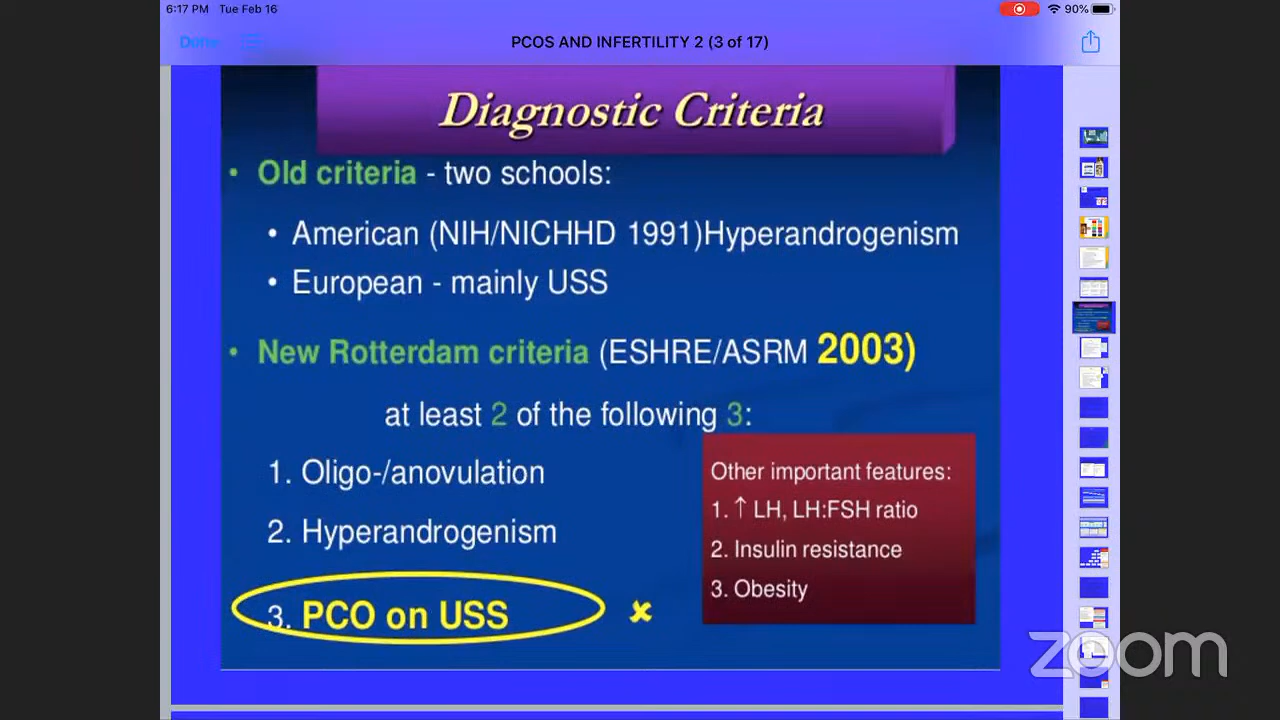 6:17 PM Tue Feb 16
90%
Done
PCOS AND INFERTILITY 2 (3 of 17)
Diagnostic Criteria
• Old criteria - two schools:
• American (NIH/NICHHD 1991)Hyperandrogenism
• European - mainly USS
• New Rotterdam criteria (ESHRE/ASRM 2003)
at least 2 of the following 3:
1. Oligo-/anovulation
2. Hyperandrogenism
3. PCO on USS
Other important features:
1. ↑ LH, LH:FSH ratio
2. Insulin resistance
3. Obesity
zoom